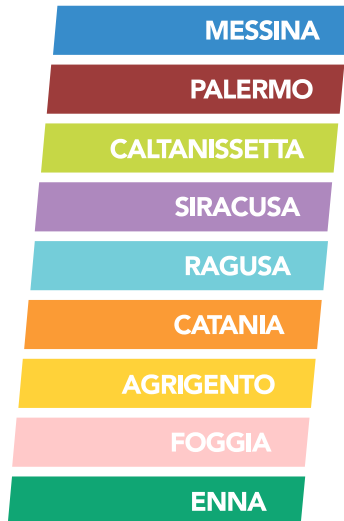 MESSINA
PALERMO
CALTANISSETTA
SIRACUSA
RAGUSA
CATANIA
AGRIGENTO
FOGGIA
ENNA